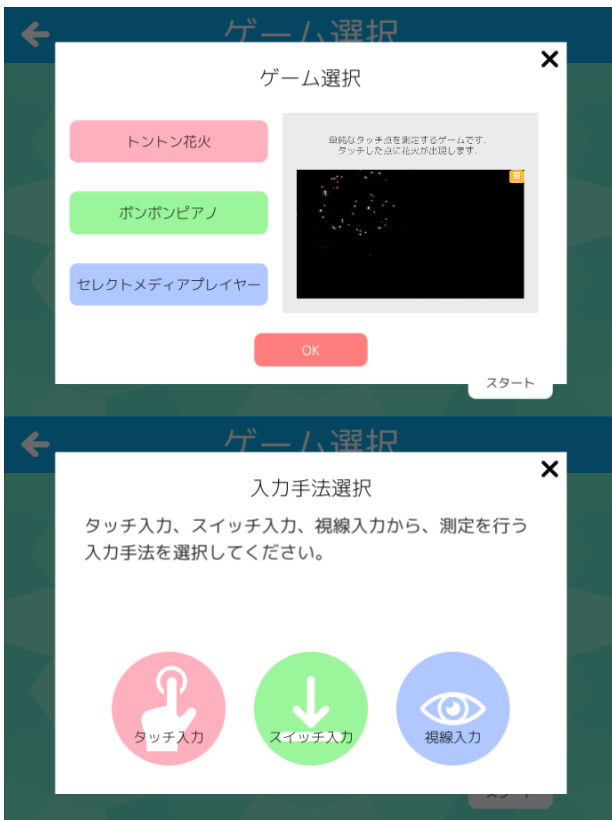 ゲーム選択
ゲーム選択
トントン花火
単純なタッチ点を測定するゲームです.
タッチした点に花火が出現します.
ポンポンピアノ
セレクトメディアプレイヤー
OK
スタート
ゲーム選択
入力手法選択
タッチ入力、スイッチ入力、視線入力から、測定を行う
入力手法を選択してください。
タッチ入力
スイッチ入力
視線入力
スタート